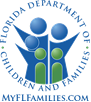 FLORIDA DEPARTMENT OF
CHILDREN AND FAMILIES
MYFLFAMILIES.COM